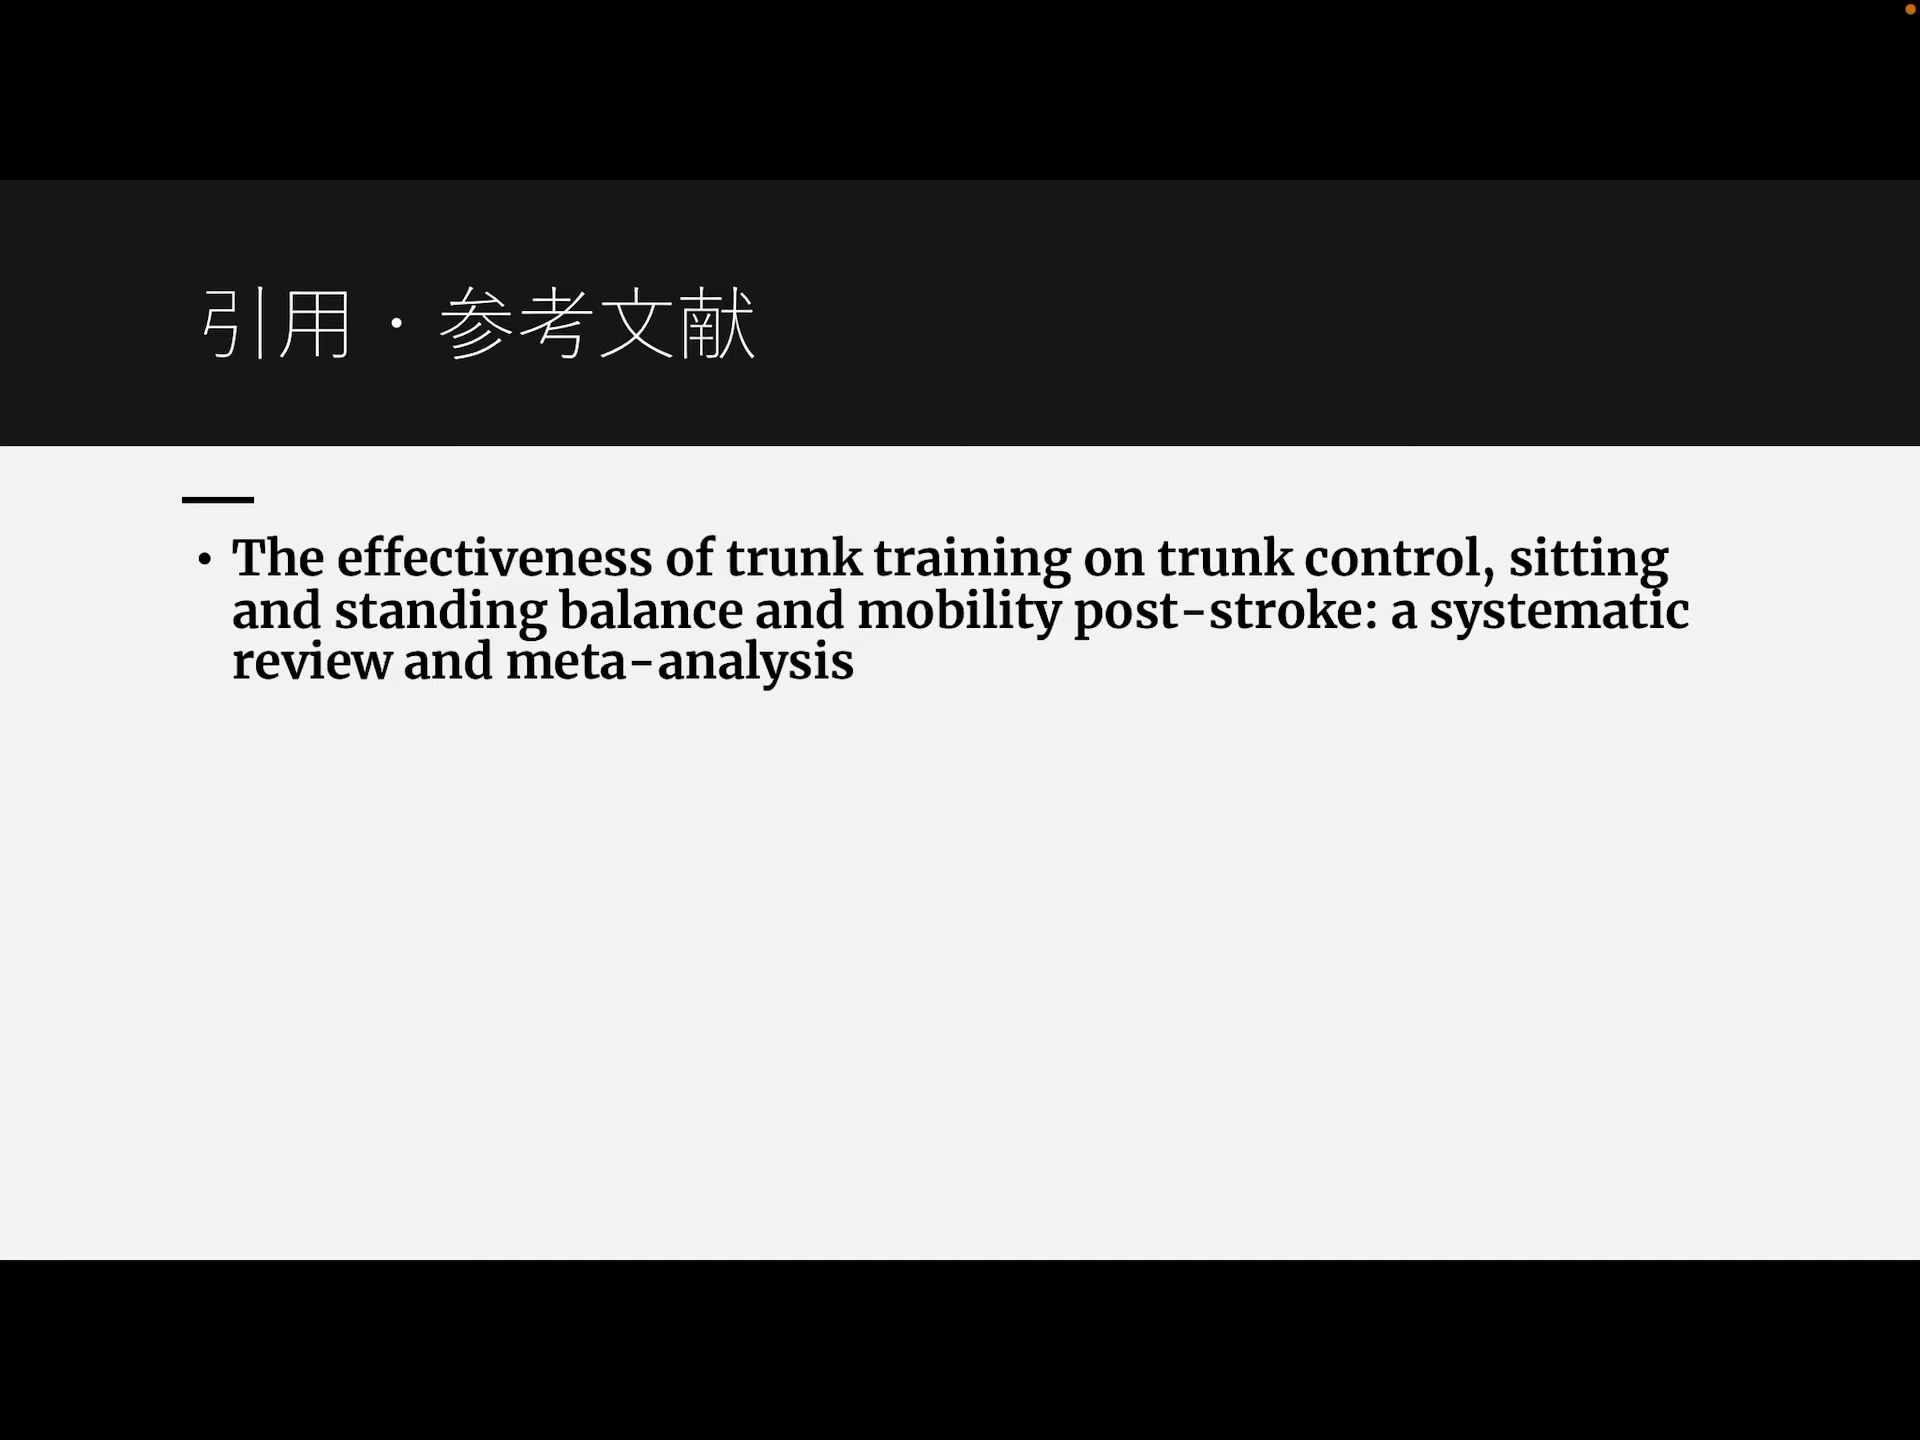 引用・参考文献
• The effectiveness of trunk training on trunk control, sitting
and standing balance and mobility post-stroke: a systematic
review and meta-analysis